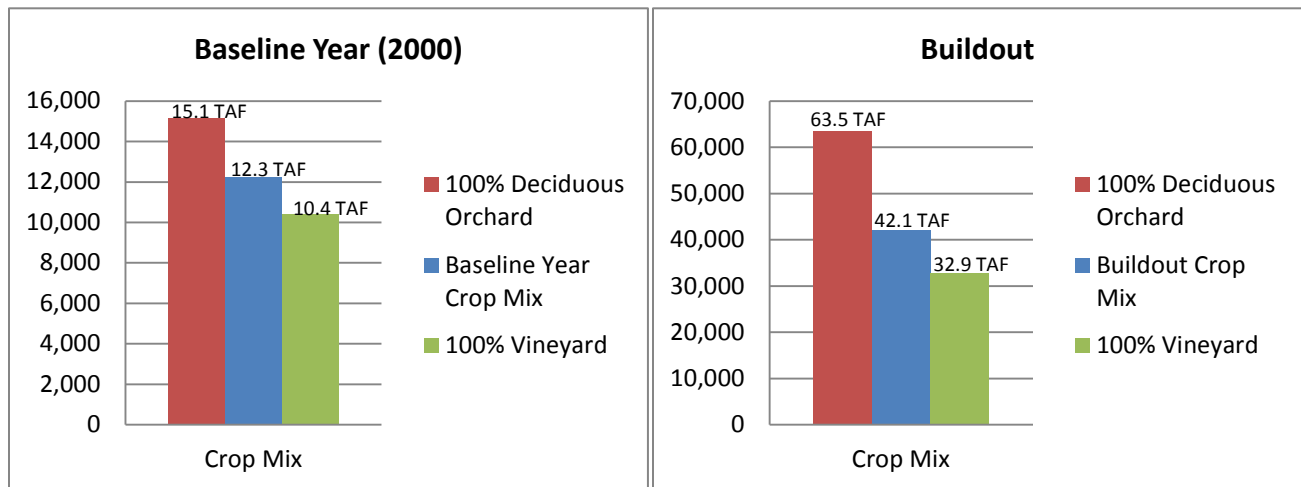 Baseline Year (2000)
16,000
14,000
12,000
10,000
8,000
6,000
4,000
2,000
0
15.1 TAF
12.3 TAF
10.4 TAF
Crop Mix
100% Deciduous
Orchard
Baseline Year
Crop Mix
100% Vineyard
Buildout
70,000
60,000
50,000
40,000
30,000
20,000
10,000
0
63.5 TAF
42.1 TAF
32.9 TAF
Crop Mix
100% Deciduous
Orchard
Buildout Crop
Mix
100% Vineyard